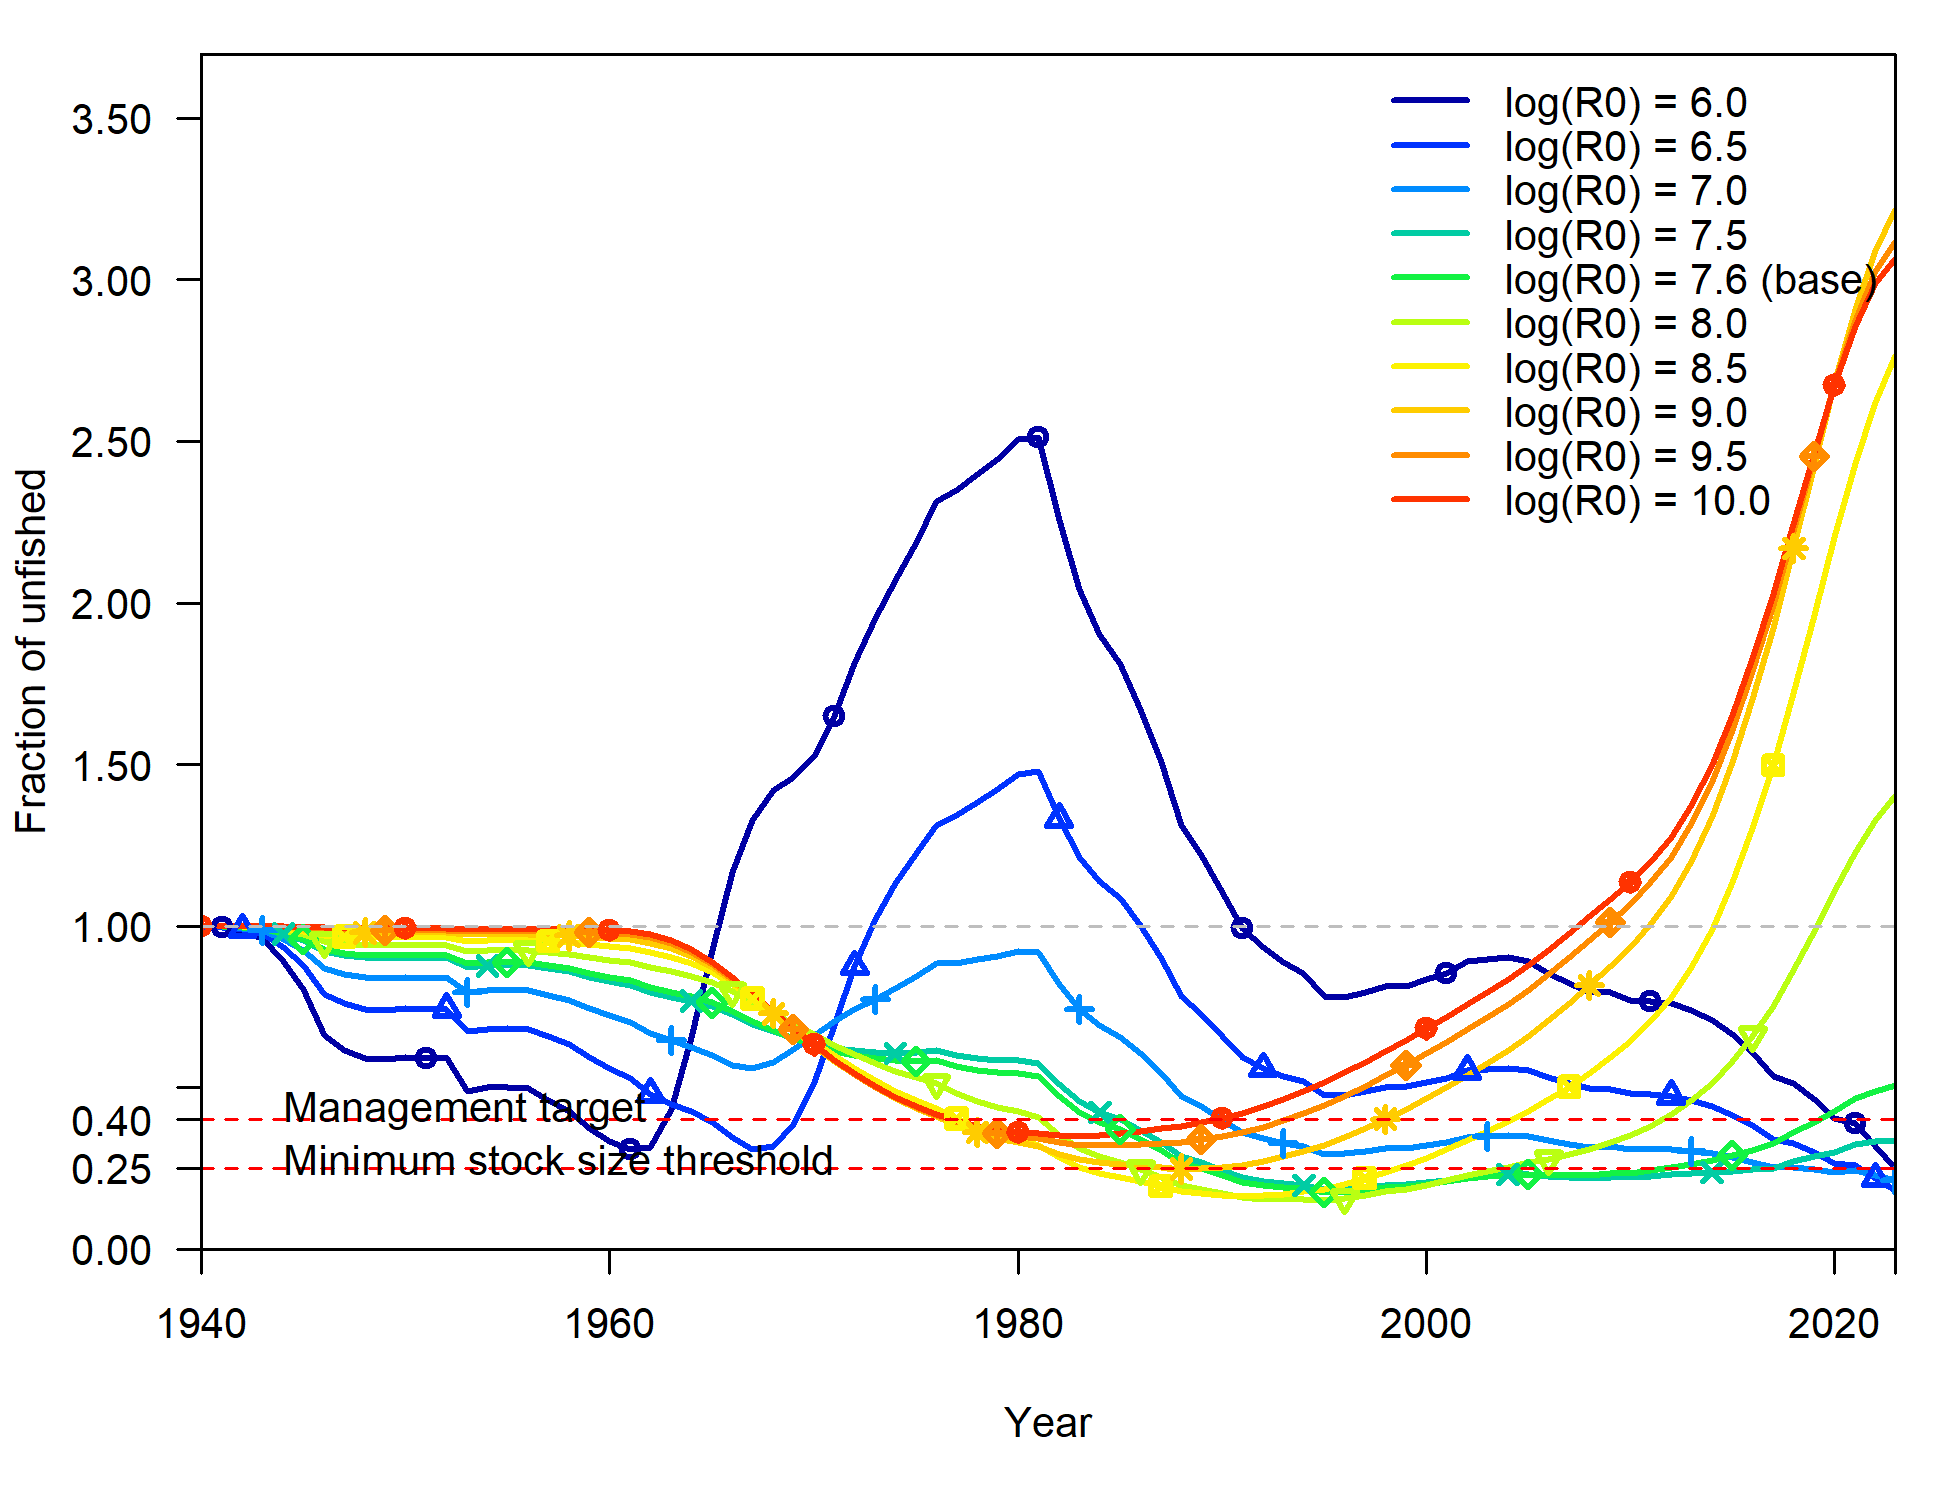 3.50
3.00
2.50
2.00
1.50
1.00
0.40
0.25
0.00
Fraction of unfished
log(R0) = 6.0
log(R0) = 6.5
log(R0) = 7.0
log(R0) = 7.5
log(R0) = 7.6 (base)
log(R0) = 8.0
log(R0) = 8.5
log(R0) = 9.0
log(R0) = 9.5
log(R0) = 10.0
Management target
Minimum stock size threshold
1940 1960 1980 2000 2020
Year